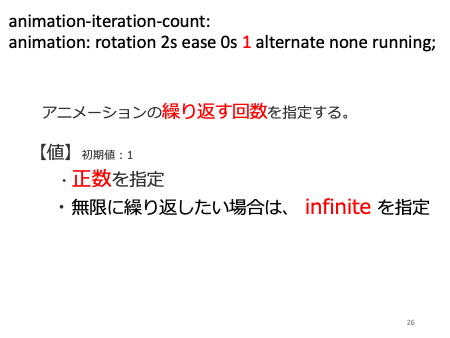 animation-iteration-count:
animation: rotation 2s ease 0s 1 alternate none running;
アニメーションの繰り返す回数を指定する。
【値】初期値：1
・正数を指定
・無限に繰り返したい場合は、 infinite を指定
26